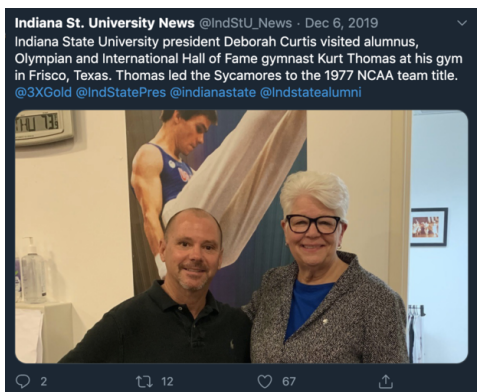 Indiana St. University News @IndStU_News · Dec 6, 2019
Indiana State University president Deborah Curtis visited alumnus,
Olympian and International Hall of Fame gymnast Kurt Thomas at his gym
in Frisco, Texas. Thomas led the Sycamores to the 1977 NCAA team title.
@3XGold @IndStatePres @indianastate @Indstatealumni
THU 73
2 12 67